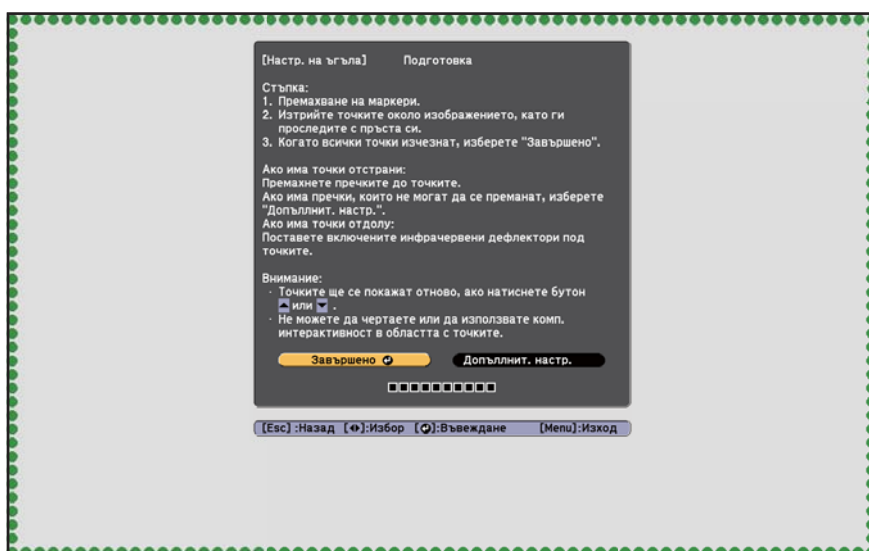 [Настр. на ъгъла] Подготовка
Стъпка:
1. Премахване на маркери.
2. Изтрийте точките около изображението, като ги
проследите с пръста си.
3. Когато всички точки изчезнат, изберете "Завършено".
Ако има точки отстрани:
Премахнете пречките до точките.
Ако има пречки, които не могат да се преманат, изберете
"Допъллнит. настр.".
Ако има точки отдолу:
Поставете включените инфрачервени дефлектори под
точките.
Внимание:
· Точките ще се покажат отново, ако натиснете бутон
или .
· Не можете да чертаете или да използвате комп.
интерактивност в областта с точките.
Завършено Допъллнит. настр.
[Esc] :Назад [ ]:Избор [ ]:Въвеждане [Menu]:Изход